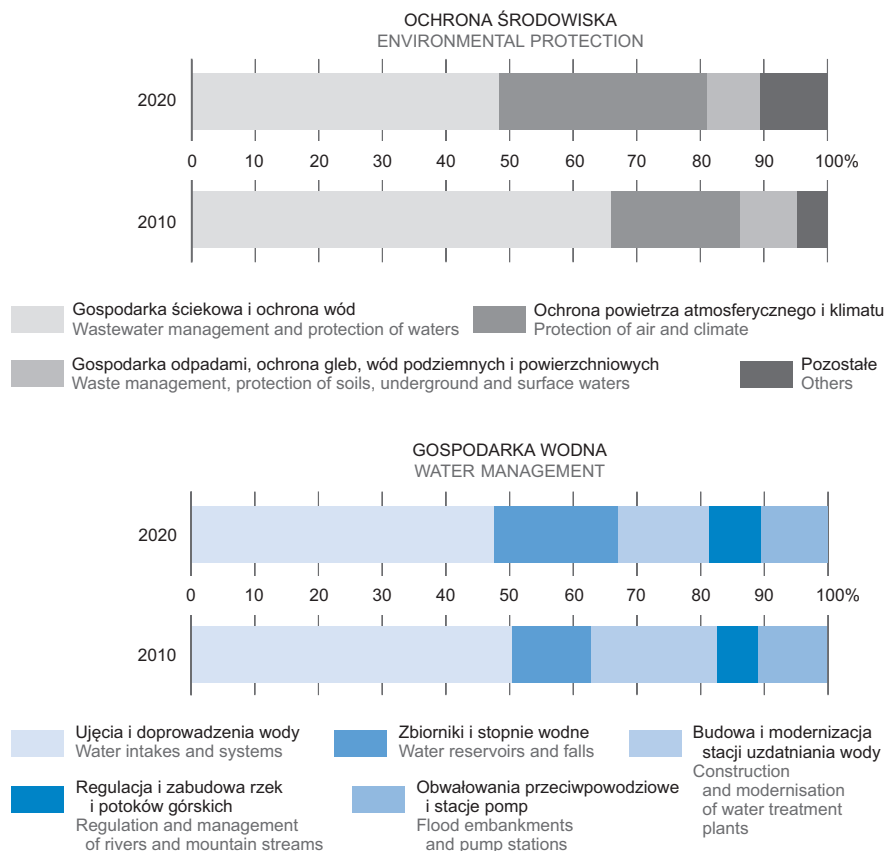 OCHRONA ŚRODOWISKA
ENVIRONMENTAL PROTECTION
2020
0 10 20 30 40 50 60 70 80 90 100%
2010
Gospodarka ściekowa i ochrona wód
Wastewater management and protection of waters
Ochrona powietrza atmosferycznego i klimatu
Protection of air and climate
Gospodarka odpadami, ochrona gleb, wód podziemnych i powierzchniowych
Waste management, protection of soils, underground and surface waters
Pozostałe
Others
GOSPODARKA WODNA
WATER MANAGEMENT
2020
0 10 20 30 40 50 60 70 80 90 100%
2010
Ujęcia i doprowadzenia wody
Water intakes and systems
Zbiorniki i stopnie wodne
Water reservoirs and falls
Budowa i modernizacja
stacji uzdatniania wody
Construction
and modernisation
of water treatment
plants
Regulacja i zabudowa rzek
i potoków górskich
Regulation and management
of rivers and mountain streams
Obwałowania przeciwpowodziowe
i stacje pomp
Flood embankments
and pump stations